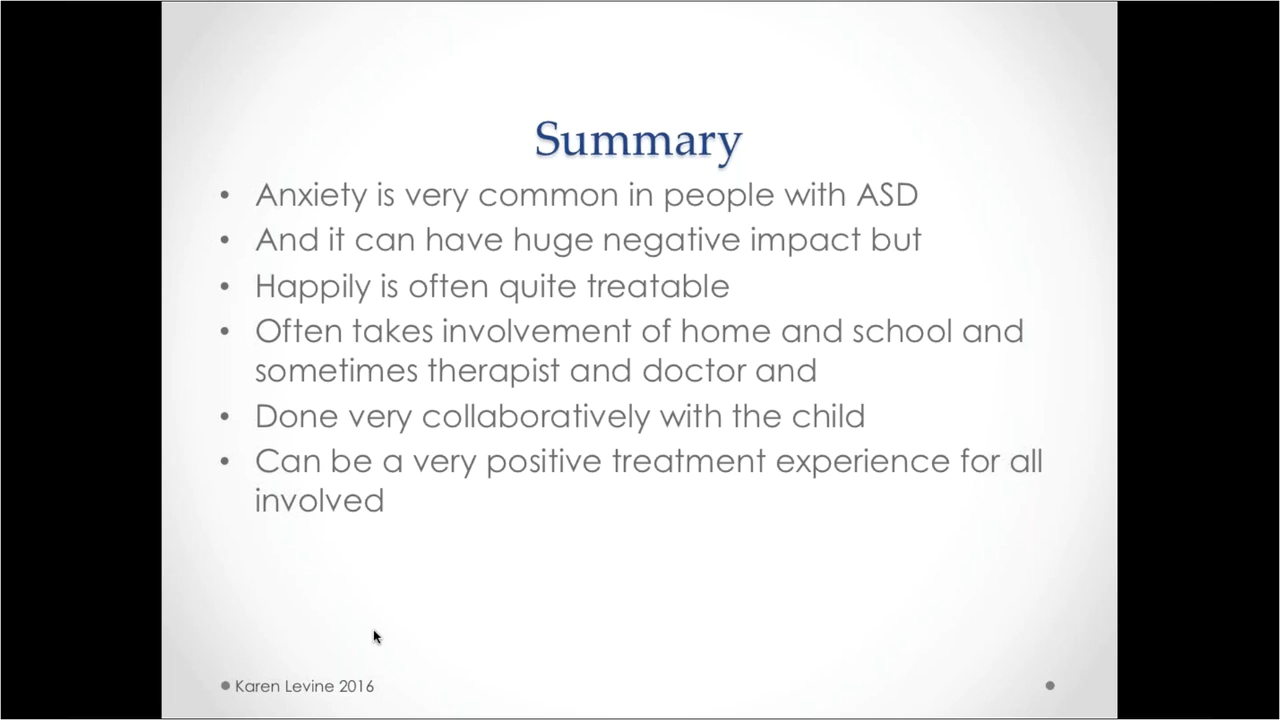 Summary
• Anxiety is very common in people with ASD
• And it can have huge negative impact but
• Happily is often quite treatable
• Often takes involvement of home and school and
sometimes therapist and doctor and
• Done very collaboratively with the child
• Can be a very positive treatment experience for all
involved
Karen Levine 2016